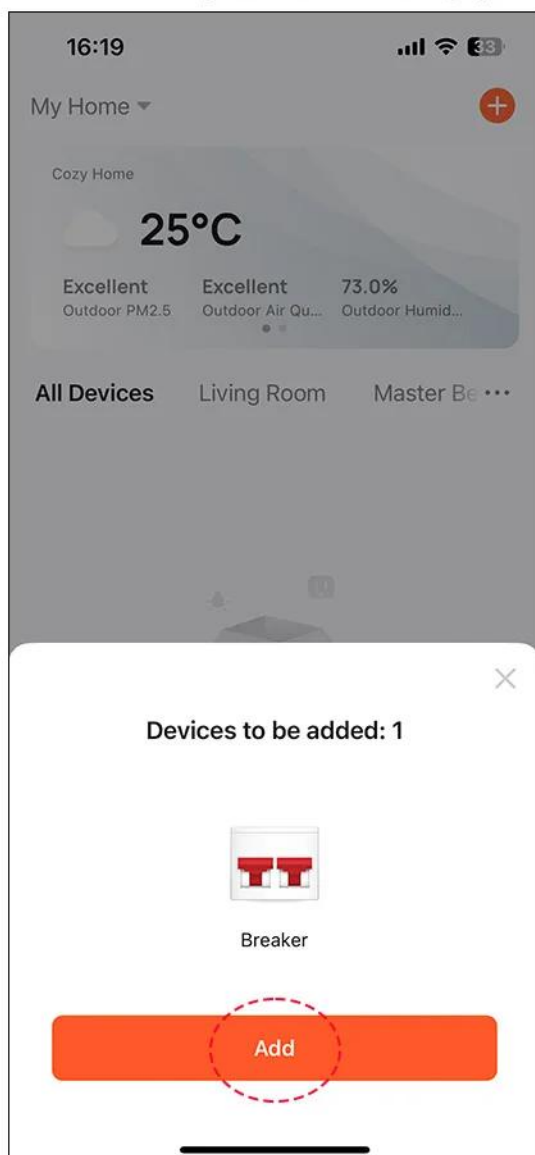 16:19
33
My Home
Cozy Home
25°C
Excellent Excellent 73.0%
Outdoor PM2.5 Outdoor Air Qu... Outdoor Humid...
All Devices Living Room Master Be ...
Devices to be added: 1
Breaker
Add